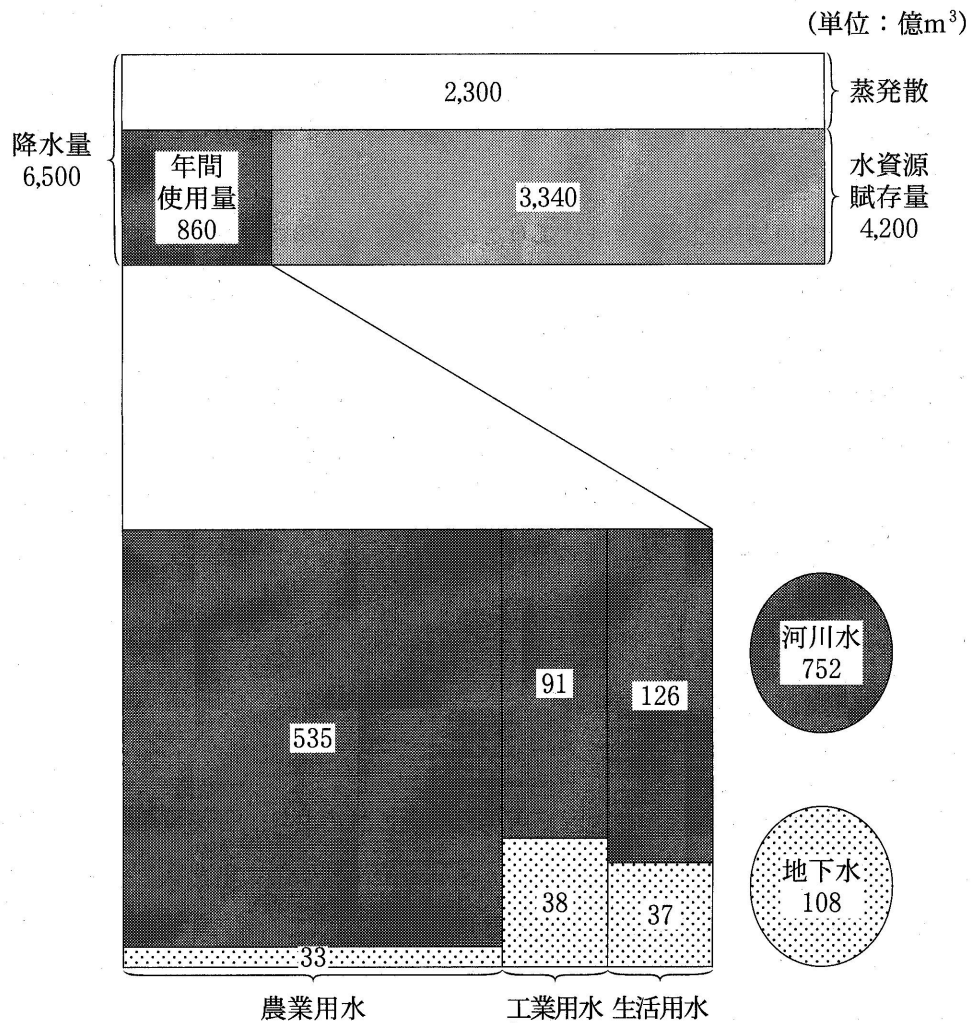 (単位:億m³)
2,300
蒸発散
降水量
6,500
年間
使用量
860
3,340
水資源
賦存量
4,200
535
91
126
河川水
752
33
38
37
地下水
108
農業用水
工業用水
生活用水